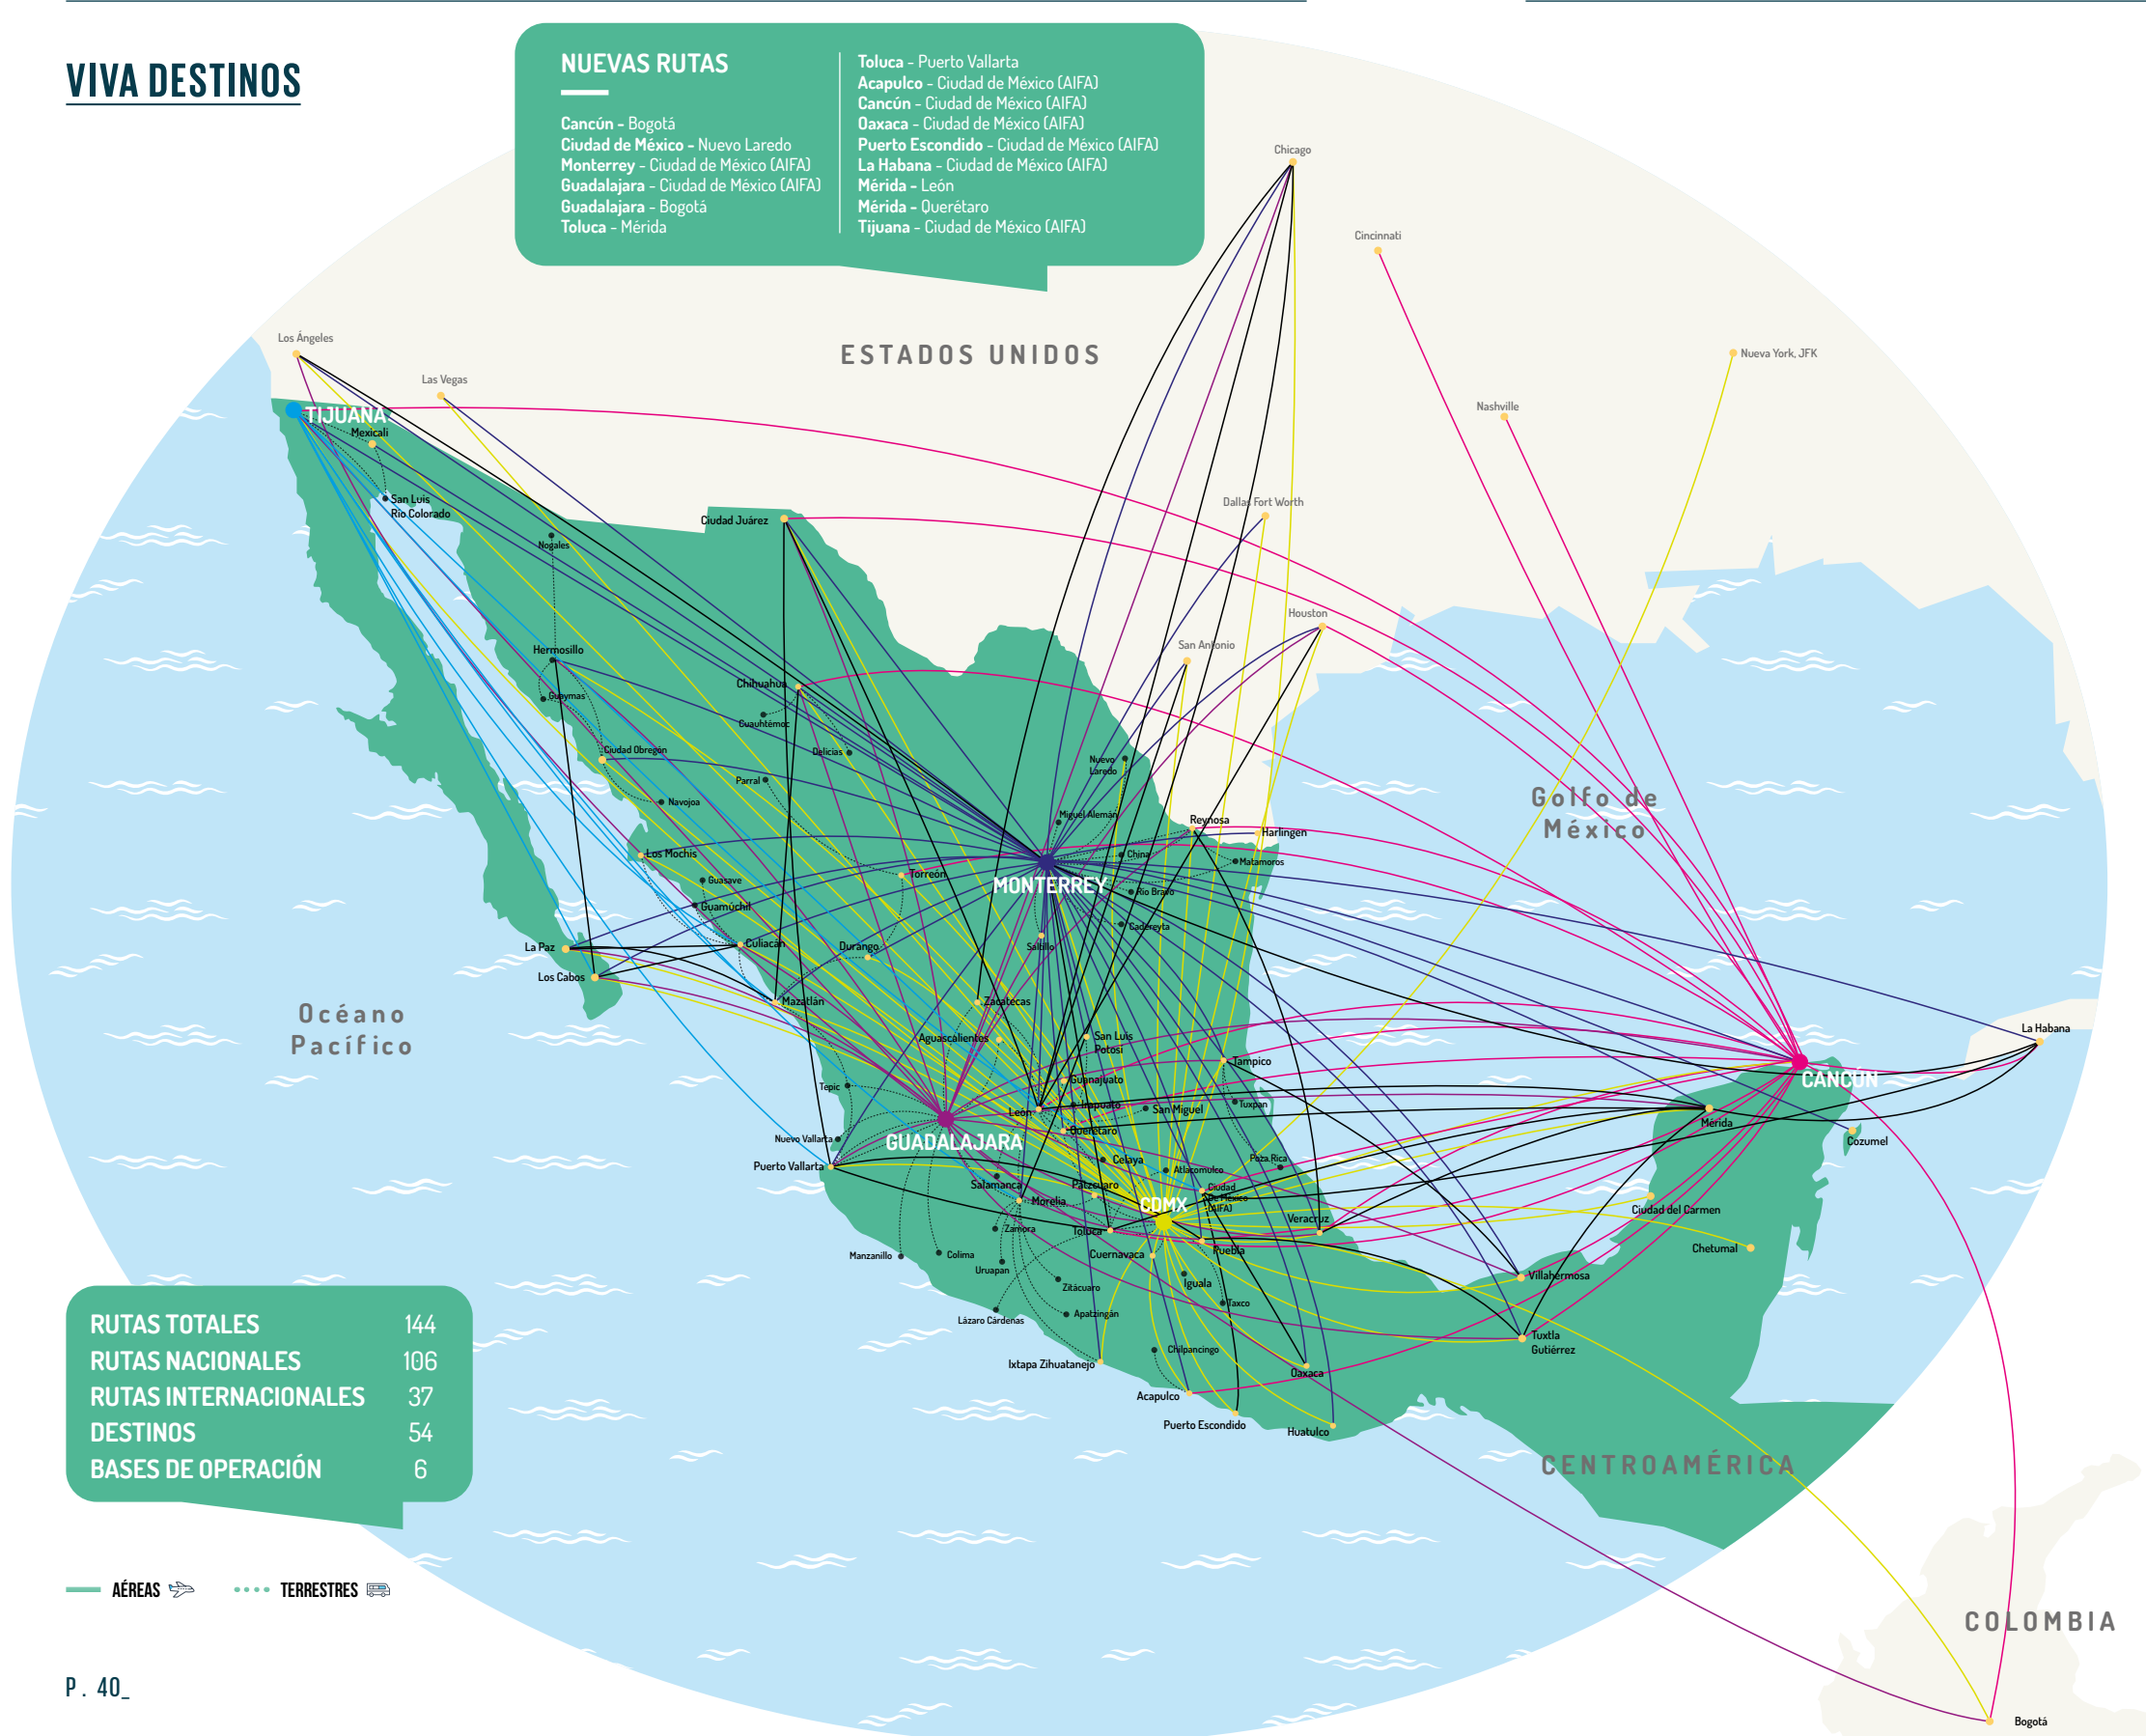 VIVA DESTINOS
NUEVAS RUTAS
Cancún - Bogotá
Ciudad de México - Nuevo Laredo
Monterrey - Ciudad de México (AIFA)
Guadalajara - Ciudad de México (AIFA)
Guadalajara - Bogotá
Toluca - Mérida
Toluca - Puerto Vallarta
Acapulco - Ciudad de México (AIFA)
Cancún - Ciudad de México (AIFA)
Oaxaca - Ciudad de México (AIFA)
Puerto Escondido - Ciudad de México (AIFA)
La Habana - Ciudad de México (AIFA)
Mérida - León
Mérida - Querétaro
Tijuana - Ciudad de México (AIFA)
Chicago
Cincinnati
Los Ángeles
ESTADOS UNIDOS
Nueva York, JFK
Las Vegas
Nashville
TIJUANA
Mexicali
San Luis
Rio Colorado
Dallas Fort Worth
Ciudad Juárez
Nogales
Houston
San Antonio
Hermosillo
Chihuahua
Guaymas
Cuauhtémoc
Ciudad Obregón
Delicias
Nuevo
Laredo
Parral
Golfo de
México
Navojoa
Miguel Alemán
Reynosa
Harlingen
Los Mochis
China
Matamoros
Torreón
MONTERREY
Guasave
Rio Bravo
Guamúchil
Cadereyta
La Paz
Culiacán
Durango
Saltillo
Los Cabos
Mazatlán
Zacatecas
Océano
Pacífico
La Habana
Aguascalientes
San Luis
Potosí
Tampico
CANCÚN
Guanajuato
Tepic
León
Irapuato
San Miguel
Tuxpan
Mérida
Querétaro
Nuevo Vallarta
GUADALAJARA
Cozumel
Puerto Vallarta
Celaya
Poza Rica
Atlacomulco
Salamanca
Pátzcuaro
Ciudad
De México
(AIFA)
Morelia
CDMX
Ciudad del Carmen
Veracruz
Zamora
Toluca
Chetumal
Manzanillo
Colima
Cuernavaca
Puebla
Uruapan
Villahermosa
Zitácuaro
Iguala
Taxco
Lázaro Cárdenas
Apatzingán
Tuxtla
Gutiérrez
Chilpancingo
Ixtapa Zihuatanejo
Oaxaca
Acapulco
Puerto Escondido
Huatulco
CENTROAMÉRICA
COLOMBIA
Bogotá
RUTAS TOTALES 144
RUTAS NACIONALES 106
RUTAS INTERNACIONALES 37
DESTINOS 54
BASES DE OPERACIÓN 6
AÉREAS TERRESTRES
P. 40_